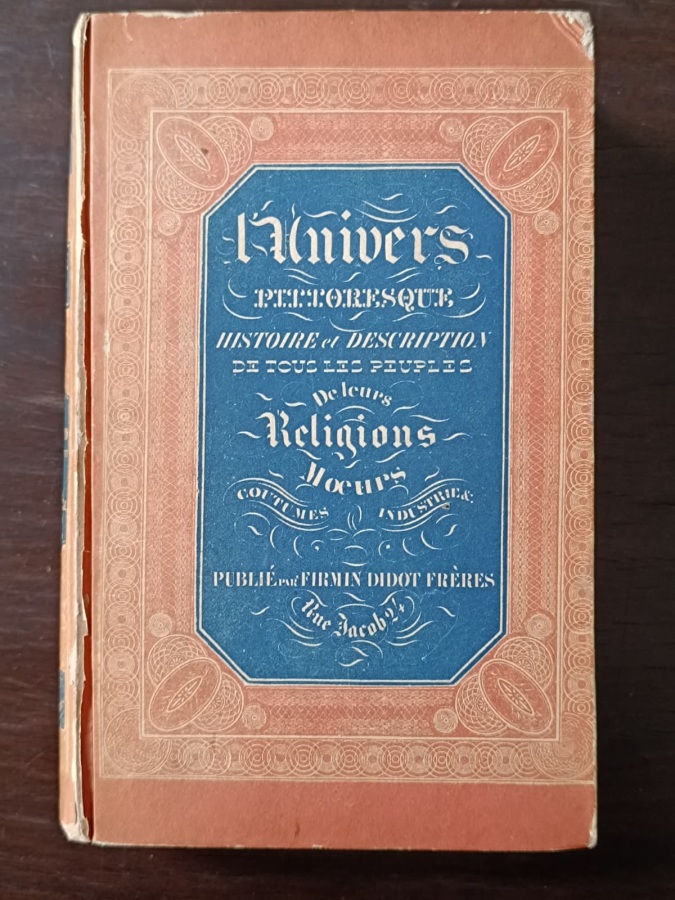 l'Univers
PITTORESQUE
HISTOIRE et DESCRIPTION
DE TOUS LES PEUPLES
De leurs
Religions
Mœurs
COUTUMES INDUSTRIE &.
PUBLIÉ PAR FIRMIN DIDOT FRÈRES
Rue Jacob 24